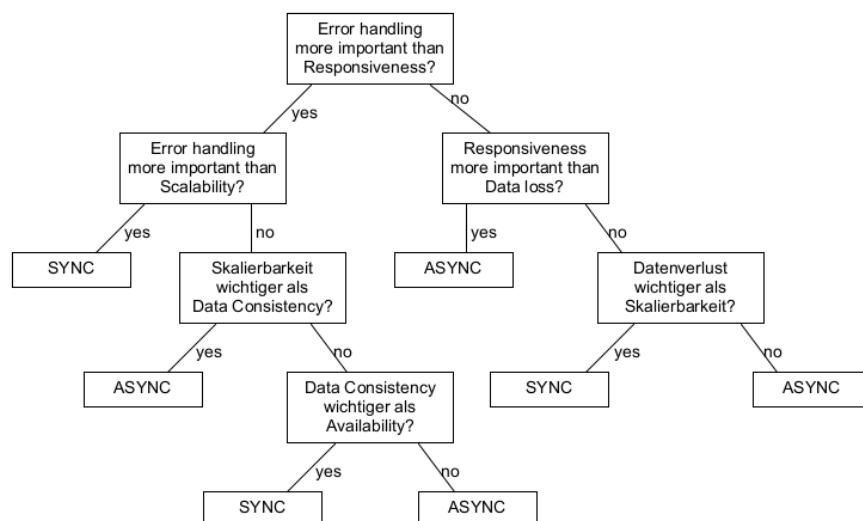 Error handling
more important than
Responsiveness?
yes
no
Error handling
more important than
Scalability?
Responsiveness
more important than
Data loss?
yes
no
yes
no
SYNC
Skalierbarkeit
wichtiger als
Data Consistency?
ASYNC
Datenverlust
wichtiger als
Skalierbarkeit?
yes
no
yes
no
ASYNC
Data Consistency
wichtiger als
Availability?
SYNC
ASYNC
yes
no
SYNC
ASYNC